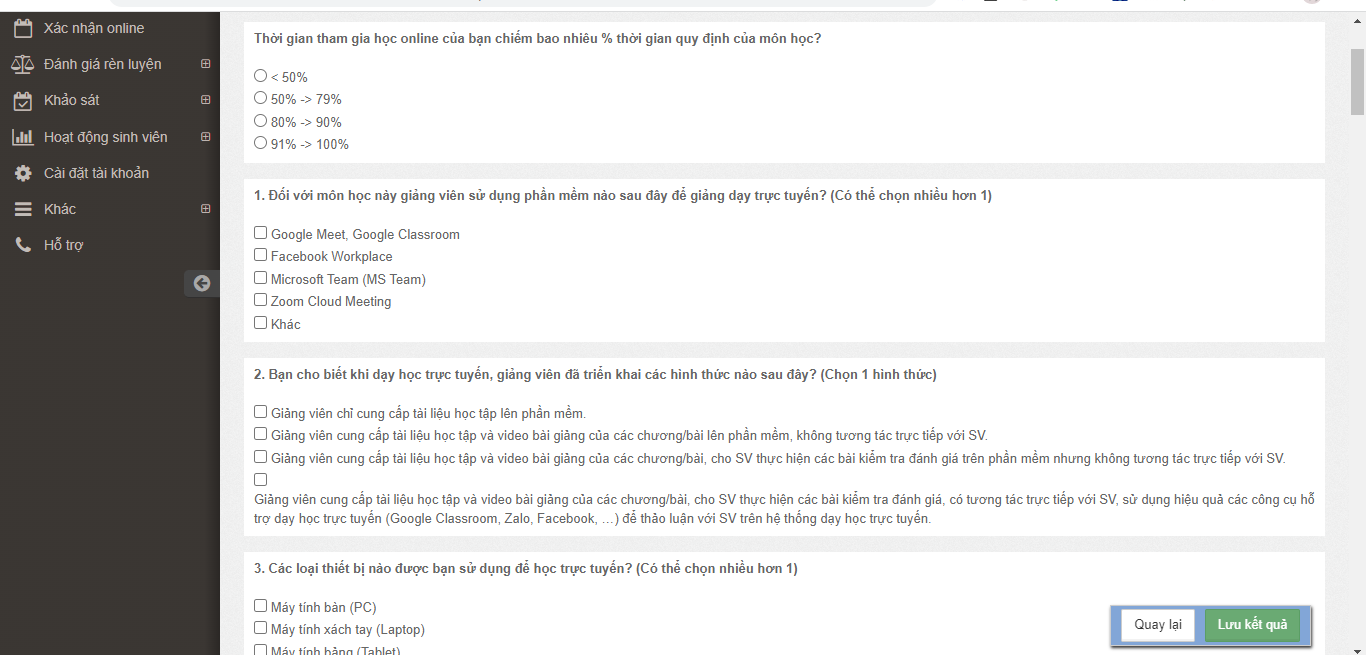 Xác nhận online
Đánh giá rèn luyện
Khảo sát
Hoạt động sinh viên
Cài đặt tài khoản
Khác
Hỗ trợ
Thời gian tham gia học online của bạn chiếm bao nhiêu % thời gian quy định của môn học?
< 50%
50% -> 79%
80% -> 90%
91% -> 100%
1. Đối với môn học này giảng viên sử dụng phần mềm nào sau đây để giảng dạy trực tuyến? (Có thể chọn nhiều hơn 1)
Google Meet, Google Classroom
Facebook Workplace
Microsoft Team (MS Team)
Zoom Cloud Meeting
Khác
2. Bạn cho biết khi dạy học trực tuyến, giảng viên đã triển khai các hình thức nào sau đây? (Chọn 1 hình thức)
Giảng viên chỉ cung cấp tài liệu học tập lên phần mềm.
Giảng viên cung cấp tài liệu học tập và video bài giảng của các chương/bài lên phần mềm, không tương tác trực tiếp với SV.
Giảng viên cung cấp tài liệu học tập và video bài giảng của các chương/bài, cho SV thực hiện các bài kiểm tra đánh giá trên phần mềm nhưng không tương tác trực tiếp với SV.
Giảng viên cung cấp tài liệu học tập và video bài giảng của các chương/bài, cho SV thực hiện các bài kiểm tra đánh giá, có tương tác trực tiếp với SV, sử dụng hiệu quả các công cụ hỗ
trợ dạy học trực tuyến (Google Classroom, Zalo, Facebook, ...) để thảo luận với SV trên hệ thống dạy học trực tuyến.
3. Các loại thiết bị nào được bạn sử dụng để học trực tuyến? (Có thể chọn nhiều hơn 1)
Máy tính bàn (PC)
Máy tính xách tay (Laptop)
Máy tính bảng (Tablet)
Quay lại
Lưu kết quả